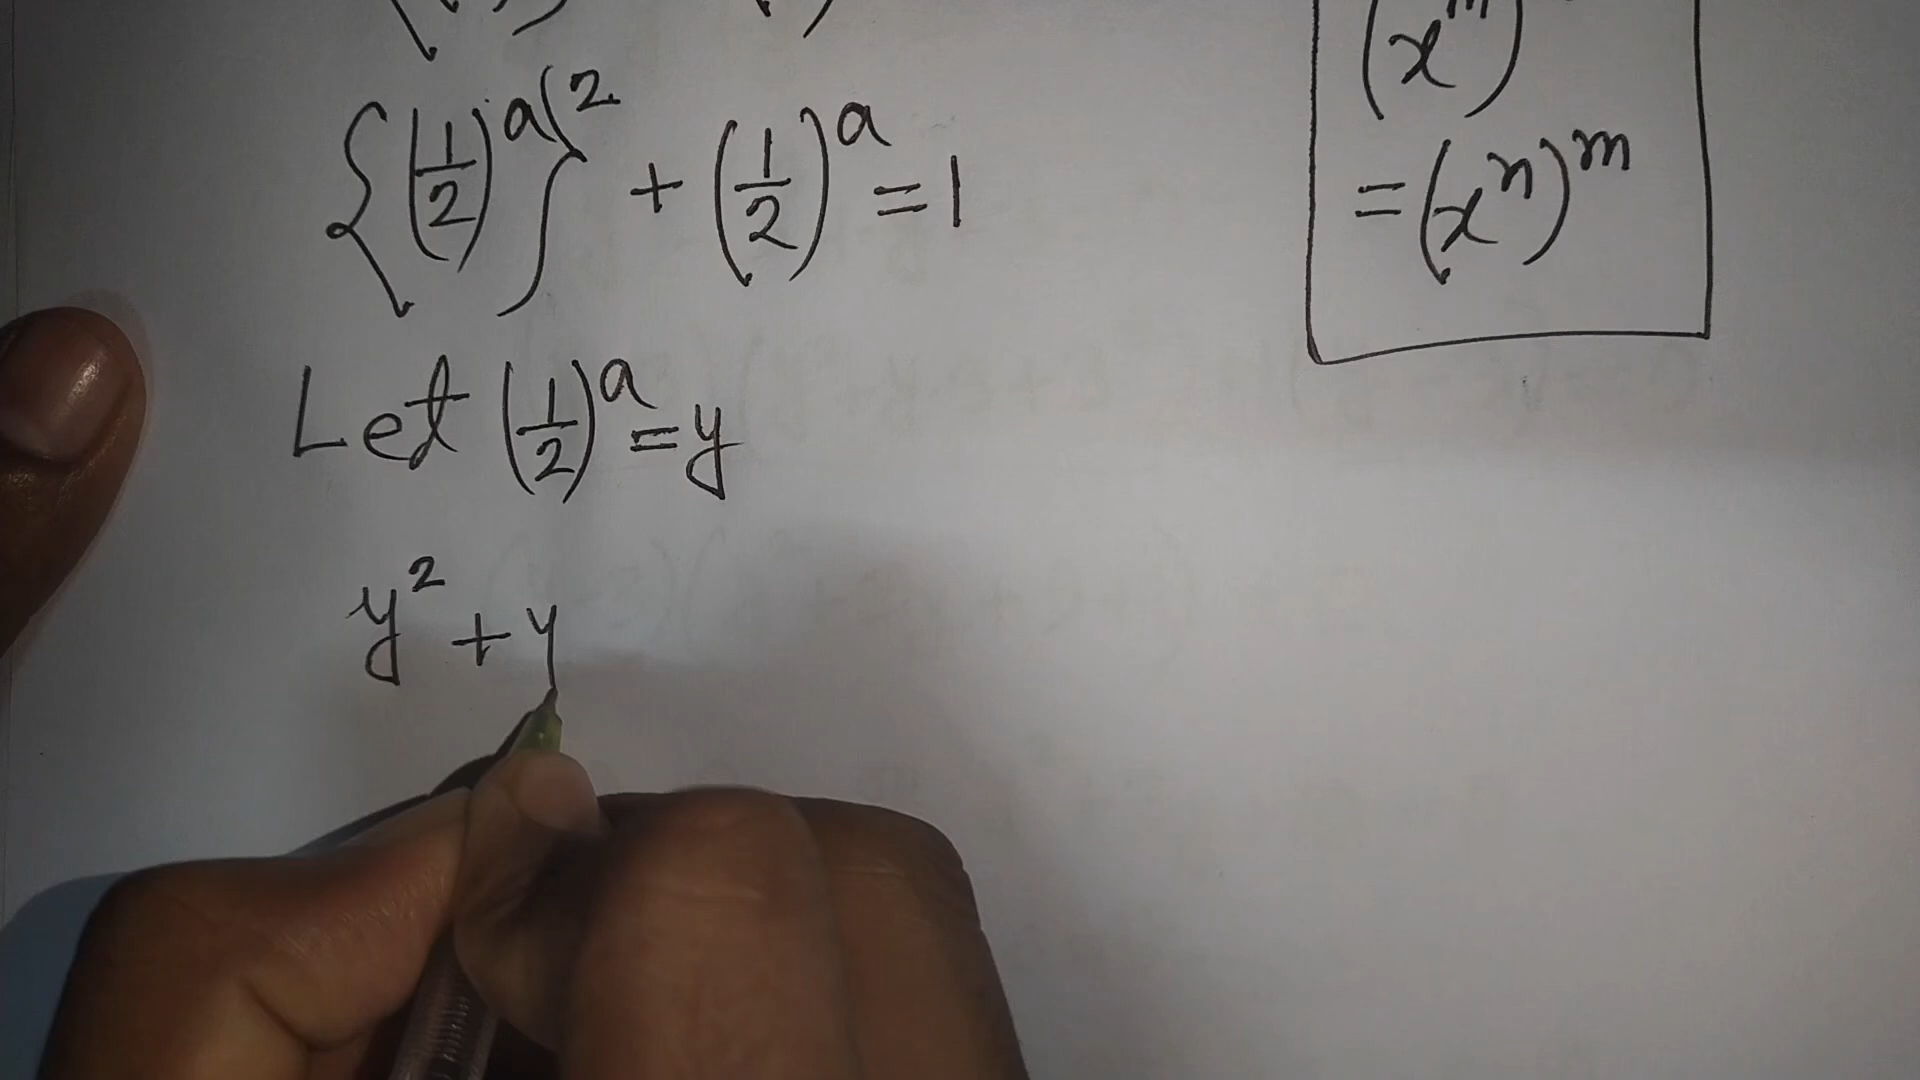 {(1/2)^a}^2 + (1/2)^a = 1
(x^m)
= (x^n)^m
Let (1/2)^a = y
y^2 + y